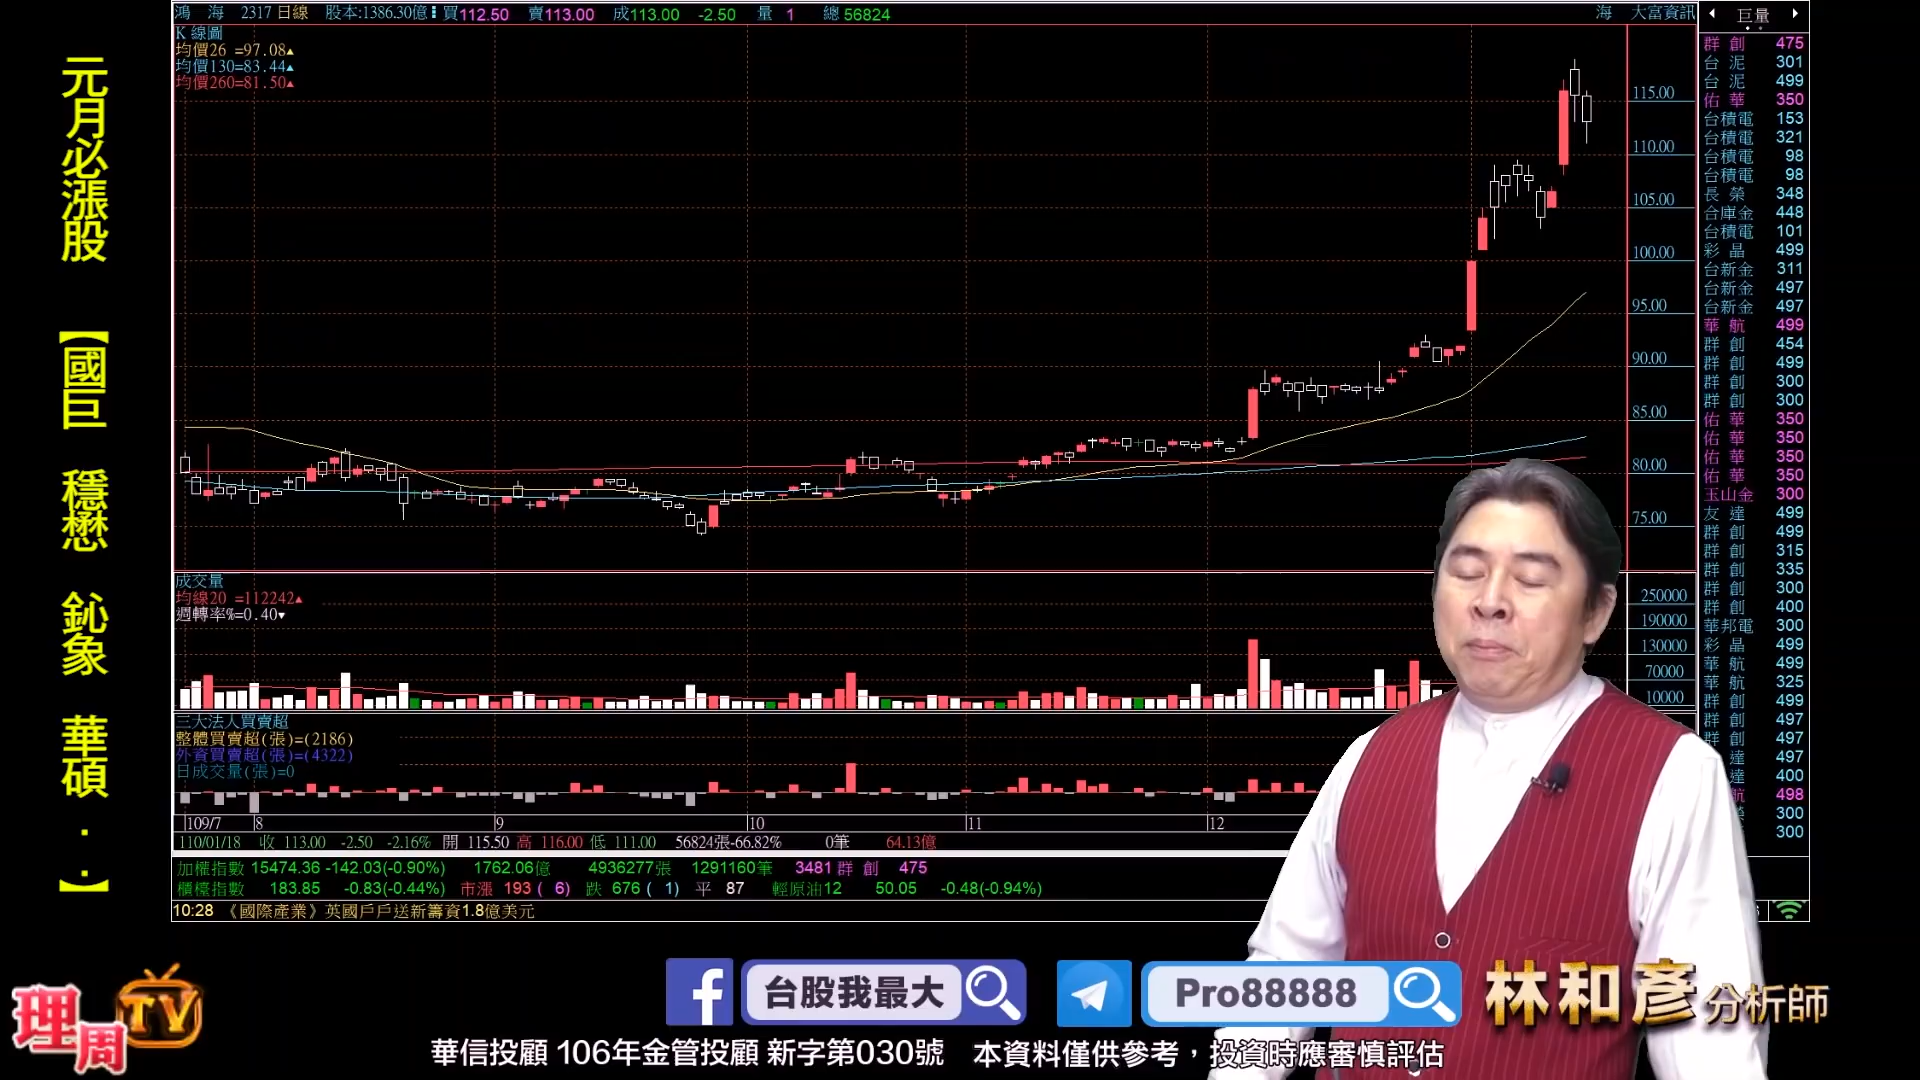 元月必漲股 【國巨 穩懋 鈊象 華碩..】
鴻 海 2317 日線 股本:1386.30億 買112.50 賣113.00 成113.00 -2.50 量 1 總 56824 海 大富資訊
K 線圖
均價26 =97.08▲
均價130=83.44▲
均價260=81.50▲
115.00
110.00
105.00
100.00
95.00
90.00
85.00
80.00
75.00
成交量
均線20 =112242▲
週轉率%=0.40▼
250000
190000
130000
70000
10000
三大法人買賣超
整體買賣超(張)=(2186)
外資買賣超(張)=(4322)
日成交量(張)=0
109/7 8 9 10 11 12
110/01/18 收 113.00 -2.50 -2.16% 開 115.50 高 116.00 低 111.00 56824張-66.82% 0筆 64.13億
加權指數 15474.36 -142.03(-0.90%) 1762.06億 4936277張 1291160筆 3481 群 創 475
櫃檯指數 183.85 -0.83(-0.44%) 市漲 193 ( 6) 跌 676 ( 1) 平 87 輕原油12 50.05 -0.48(-0.94%)
10:28 《國際產業》英國戶戶送新籌資1.8億美元
巨量
群 創 475
台 泥 301
台 泥 499
佑 華 350
台積電 153
台積電 321
台積電 98
台積電 98
長 榮 348
合庫金 448
台積電 101
彩 晶 499
台新金 311
台新金 497
台新金 497
華 航 499
群 創 454
群 創 499
群 創 300
群 創 300
佑 華 350
佑 華 350
佑 華 350
佑 華 350
玉山金 300
友 達 499
群 創 499
群 創 315
群 創 335
群 創 300
群 創 400
華邦電 300
彩 晶 499
華 航 499
華 航 325
群 創 499
群 創 497
群 創 497
達 497
達 400
航 498
300
300
理周TV
台股我最大
Pro88888
林和彥 分析師
華信投顧 106年金管投顧 新字第030號 本資料僅供參考,投資時應審慎評估